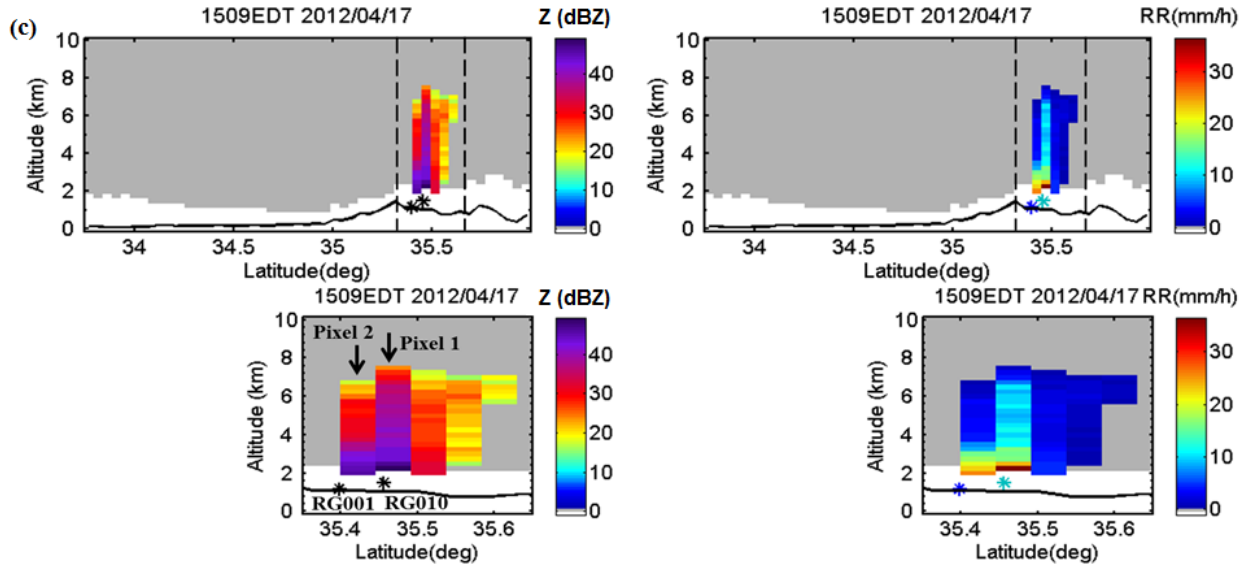 (c)
1509EDT 2012/04/17
Z (dBZ)
10
8
6
4
2
0
Altitude (km)
34
34.5
35
35.5
Latitude(deg)
40
30
20
10
0
1509EDT 2012/04/17
RR(mm/h)
10
8
6
4
2
0
Altitude (km)
34
34.5
35
35.5
Latitude(deg)
30
20
10
0
1509EDT 2012/04/17
Z (dBZ)
10
8
6
4
2
0
Altitude (km)
Pixel 2
Pixel 1
RG001
RG010
35.4
35.5
35.6
Latitude(deg)
40
30
20
10
0
1509EDT 2012/04/17
RR(mm/h)
10
8
6
4
2
0
Altitude (km)
35.4
35.5
35.6
Latitude(deg)
30
20
10
0